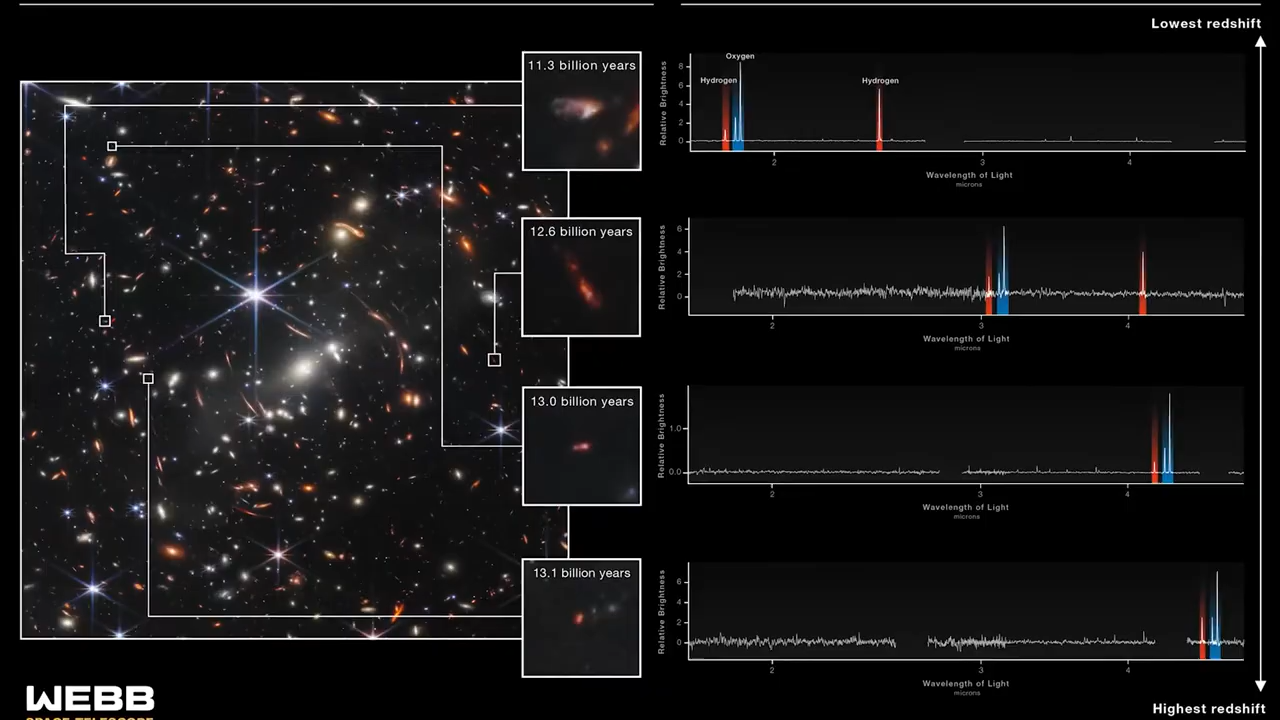 Lowest redshift
11.3 billion years
Relative Brightness
8
6
4
2
0
Hydrogen
Oxygen
Hydrogen
2
3
4
Wavelength of Light
microns
12.6 billion years
Relative Brightness
6
4
2
0
2
3
4
Wavelength of Light
microns
13.0 billion years
Relative Brightness
1.0
0.0
2
3
4
Wavelength of Light
microns
13.1 billion years
Relative Brightness
6
4
2
0
2
3
4
Wavelength of Light
microns
WEBB
SPACE TELESCOPE
Highest redshift